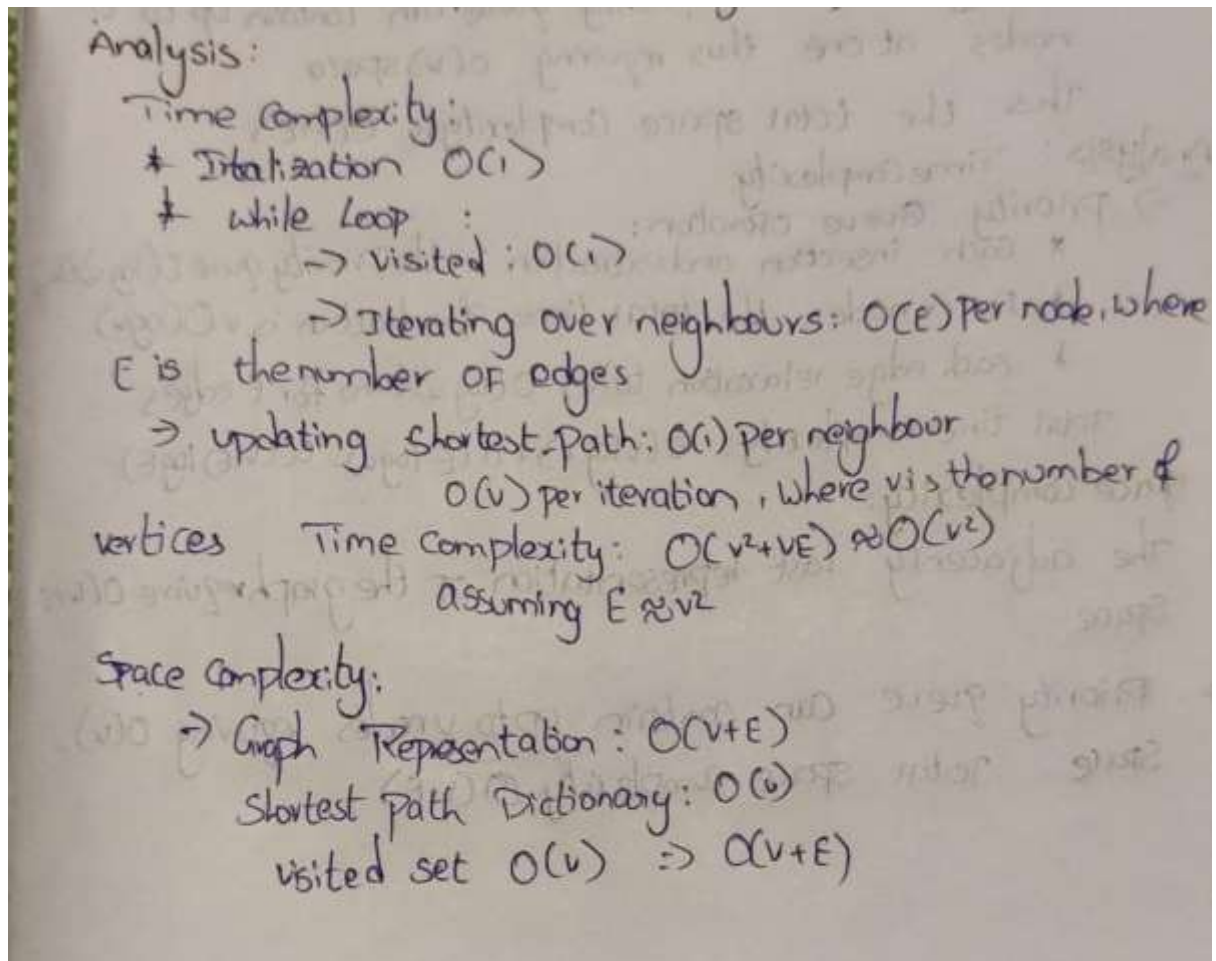 Analysis:
Time complexity:
* Itialization O(1)
* while Loop :
→ visited : O(1)
→ Iterating over neighbours: O(E) per node, where
E is the number of edges
→ updating shortest-path: O(1) per neighbour
O(v) per iteration, where v is the number of
vertices Time complexity: O(v²+VE) ≈ O(v²)
assuming E ≈ v²
Space complexity:
→ Graph Representation : O(V+E)
Shortest path Dictionary: O(v)
visited set O(v) => O(V+E)